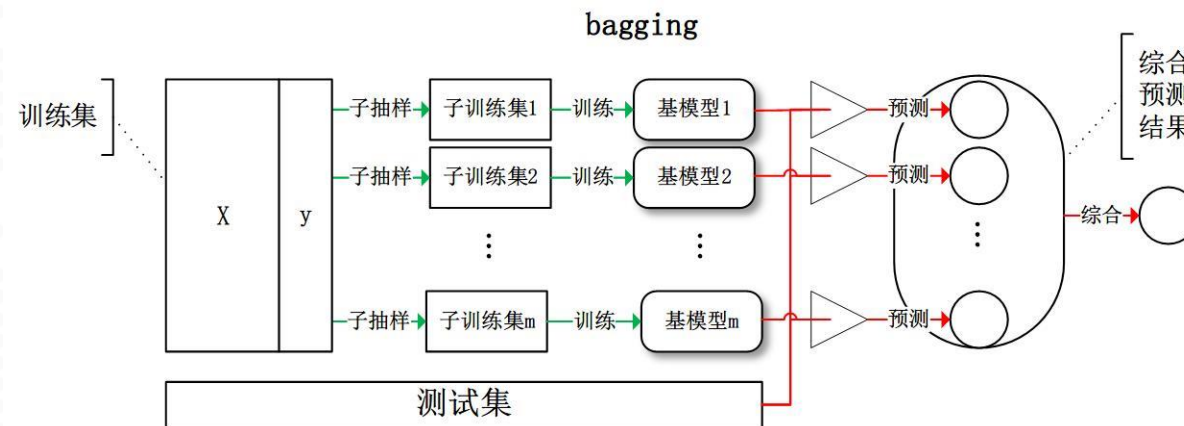 bagging
训练集
X
y
子抽样
子训练集1
训练
基模型1
预测
综合
预测
结果
子抽样
子训练集2
训练
基模型2
预测
综合
子抽样
子训练集m
训练
基模型m
预测
测试集